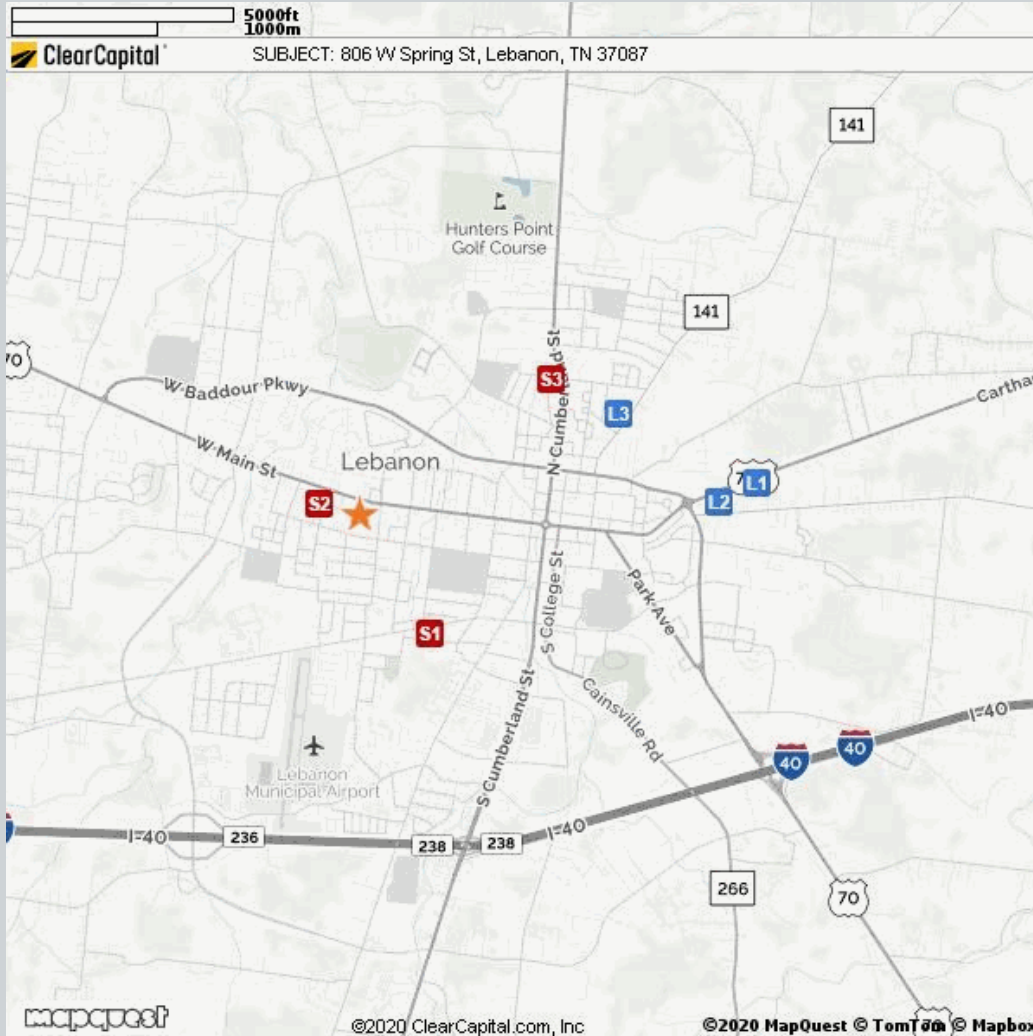 5000ft
1000m
ClearCapital
SUBJECT: 806 W Spring St, Lebanon, TN 37087
141
Hunters Point
Golf Course
141
70
N Cumberland St
S3
L3
W Baddour Pkwy
W Main St
Lebanon
L1
L2
S2
S College St
Park Ave
S1
Cainsville Rd
S Cumberland St
I-40
40
40
Lebanon
Municipal Airport
I-40
236
238
238
I-40
266
70
mapquest
©2020 ClearCapital.com, Inc
©2020 MapQuest © TomTom © Mapbox